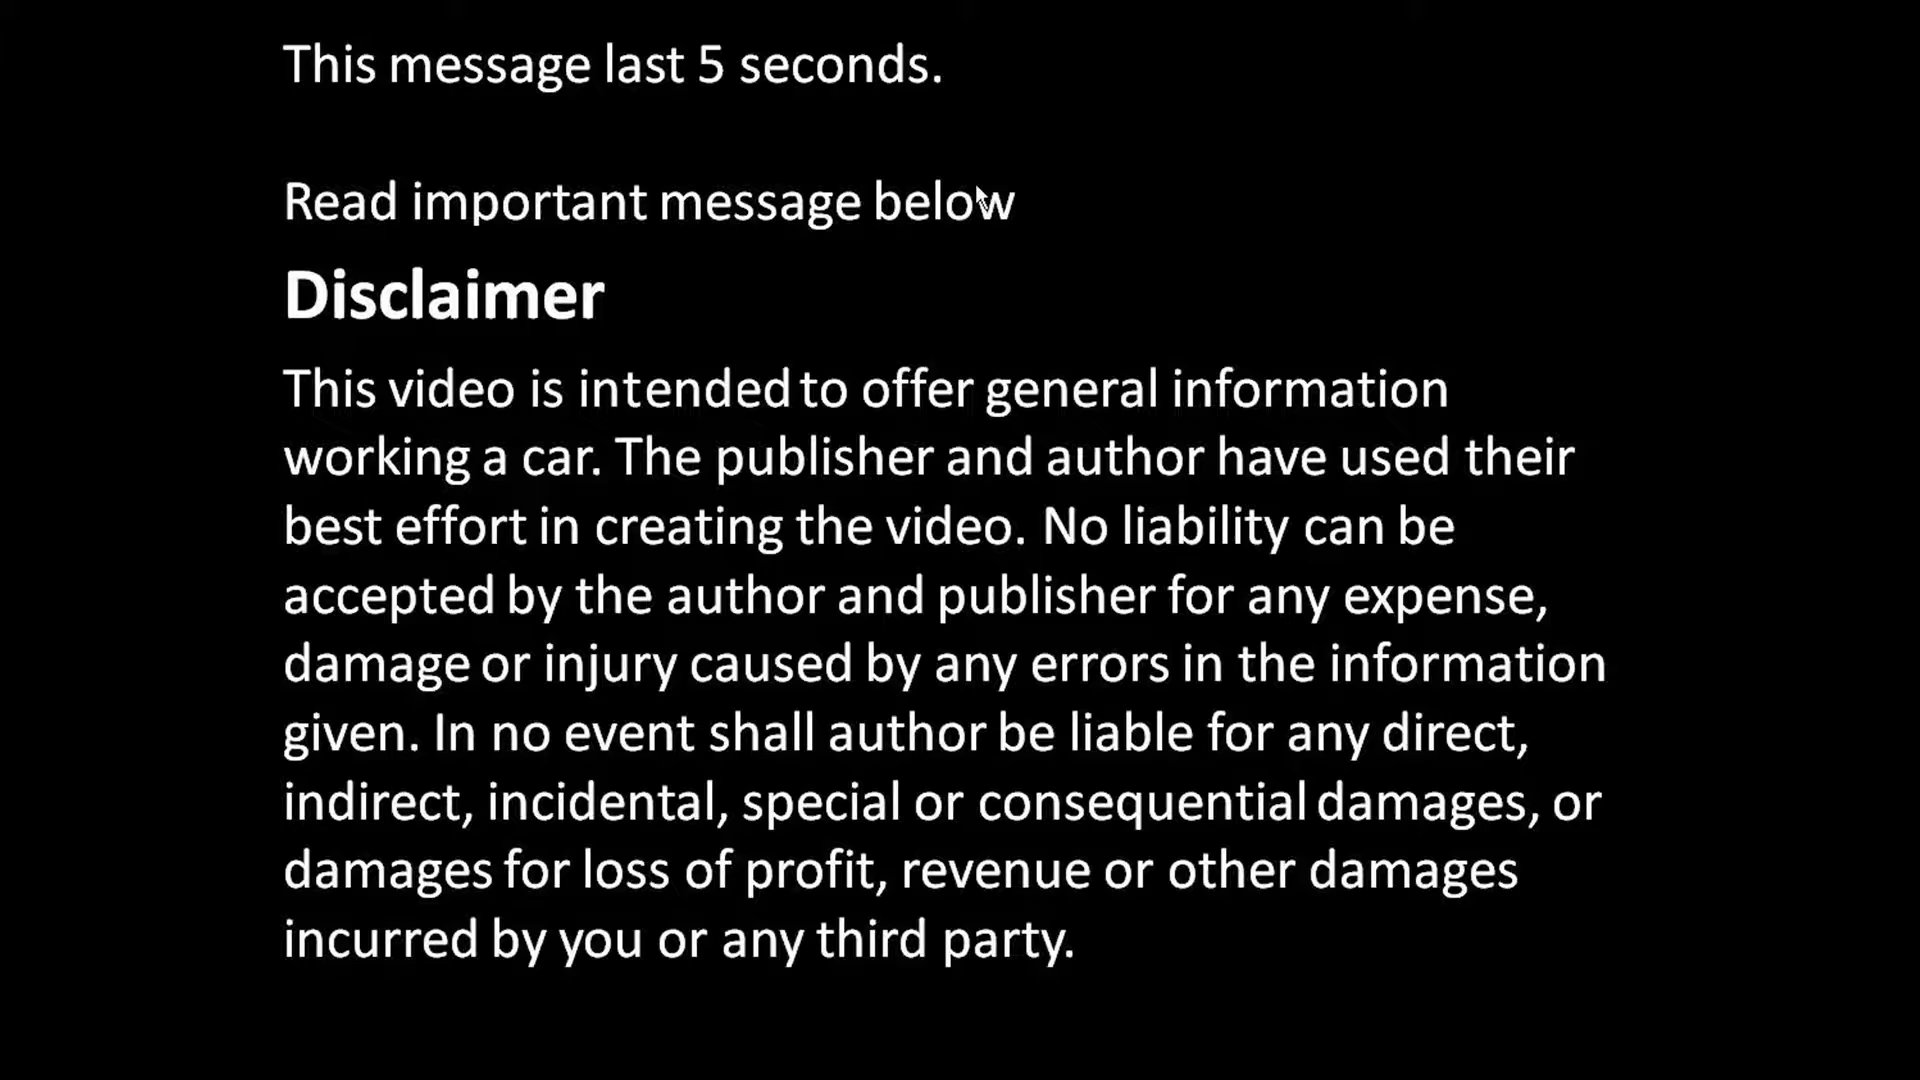 This message last 5 seconds.
Read important message below
Disclaimer
This video is intended to offer general information
working a car. The publisher and author have used their
best effort in creating the video. No liability can be
accepted by the author and publisher for any expense,
damage or injury caused by any errors in the information
given. In no event shall author be liable for any direct,
indirect, incidental, special or consequential damages, or
damages for loss of profit, revenue or other damages
incurred by you or any third party.